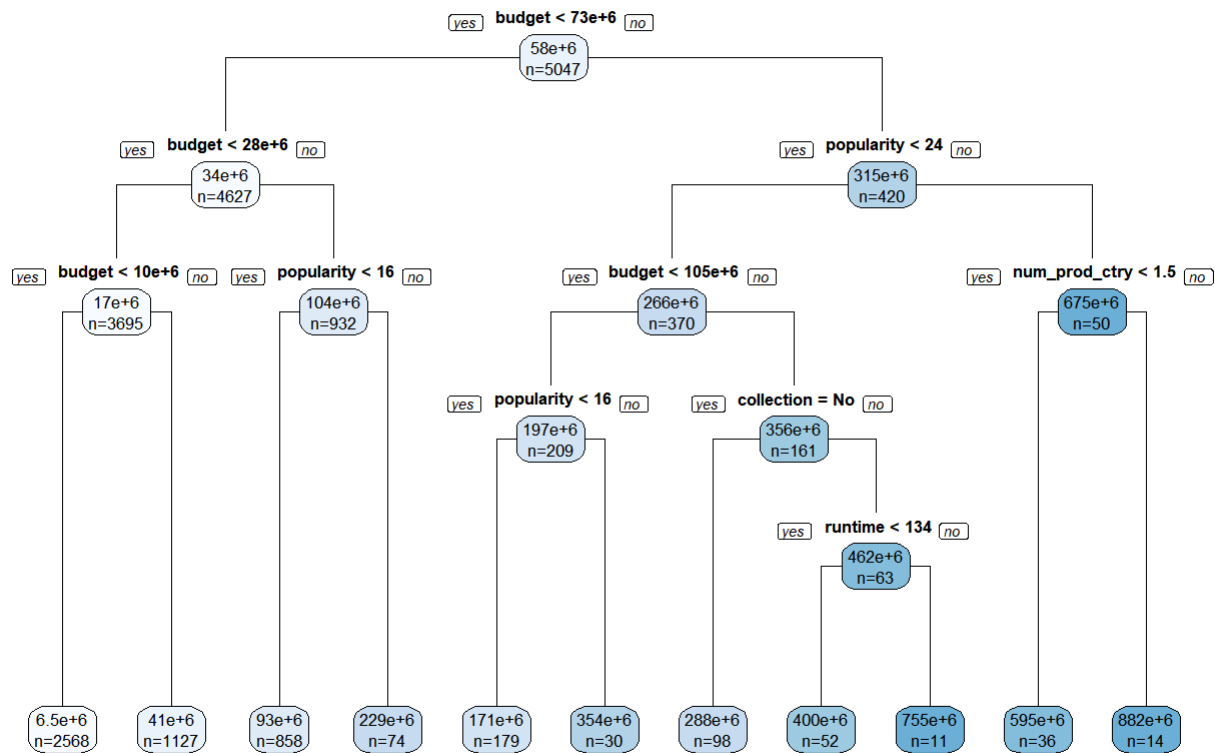 yes budget < 73e+6 no
58e+6
n=5047
yes budget < 28e+6 no
yes popularity < 24 no
34e+6
n=4627
315e+6
n=420
yes budget < 10e+6 no
yes popularity < 16 no
yes budget < 105e+6 no
yes num_prod_ctry < 1.5 no
17e+6
n=3695
104e+6
n=932
266e+6
n=370
675e+6
n=50
yes popularity < 16 no
yes collection = No no
197e+6
n=209
356e+6
n=161
yes runtime < 134 no
462e+6
n=63
6.5e+6
n=2568
41e+6
n=1127
93e+6
n=858
229e+6
n=74
171e+6
n=179
354e+6
n=30
288e+6
n=98
400e+6
n=52
755e+6
n=11
595e+6
n=36
882e+6
n=14